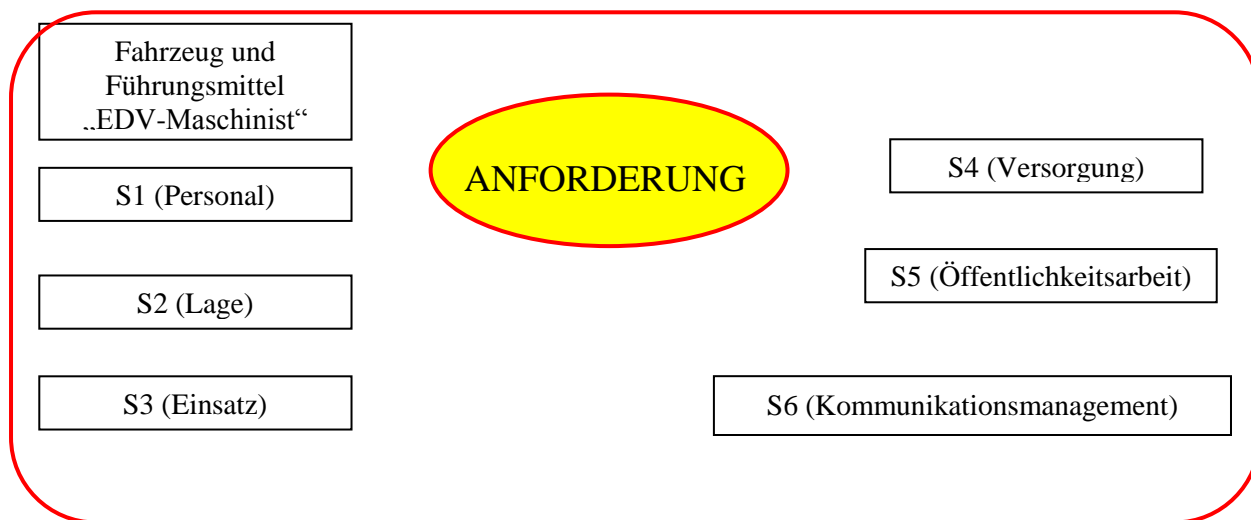 Fahrzeug und
Führungsmittel
„EDV-Maschinist“
S1 (Personal)
S2 (Lage)
S3 (Einsatz)
ANFORDERUNG
S4 (Versorgung)
S5 (Öffentlichkeitsarbeit)
S6 (Kommunikationsmanagement)